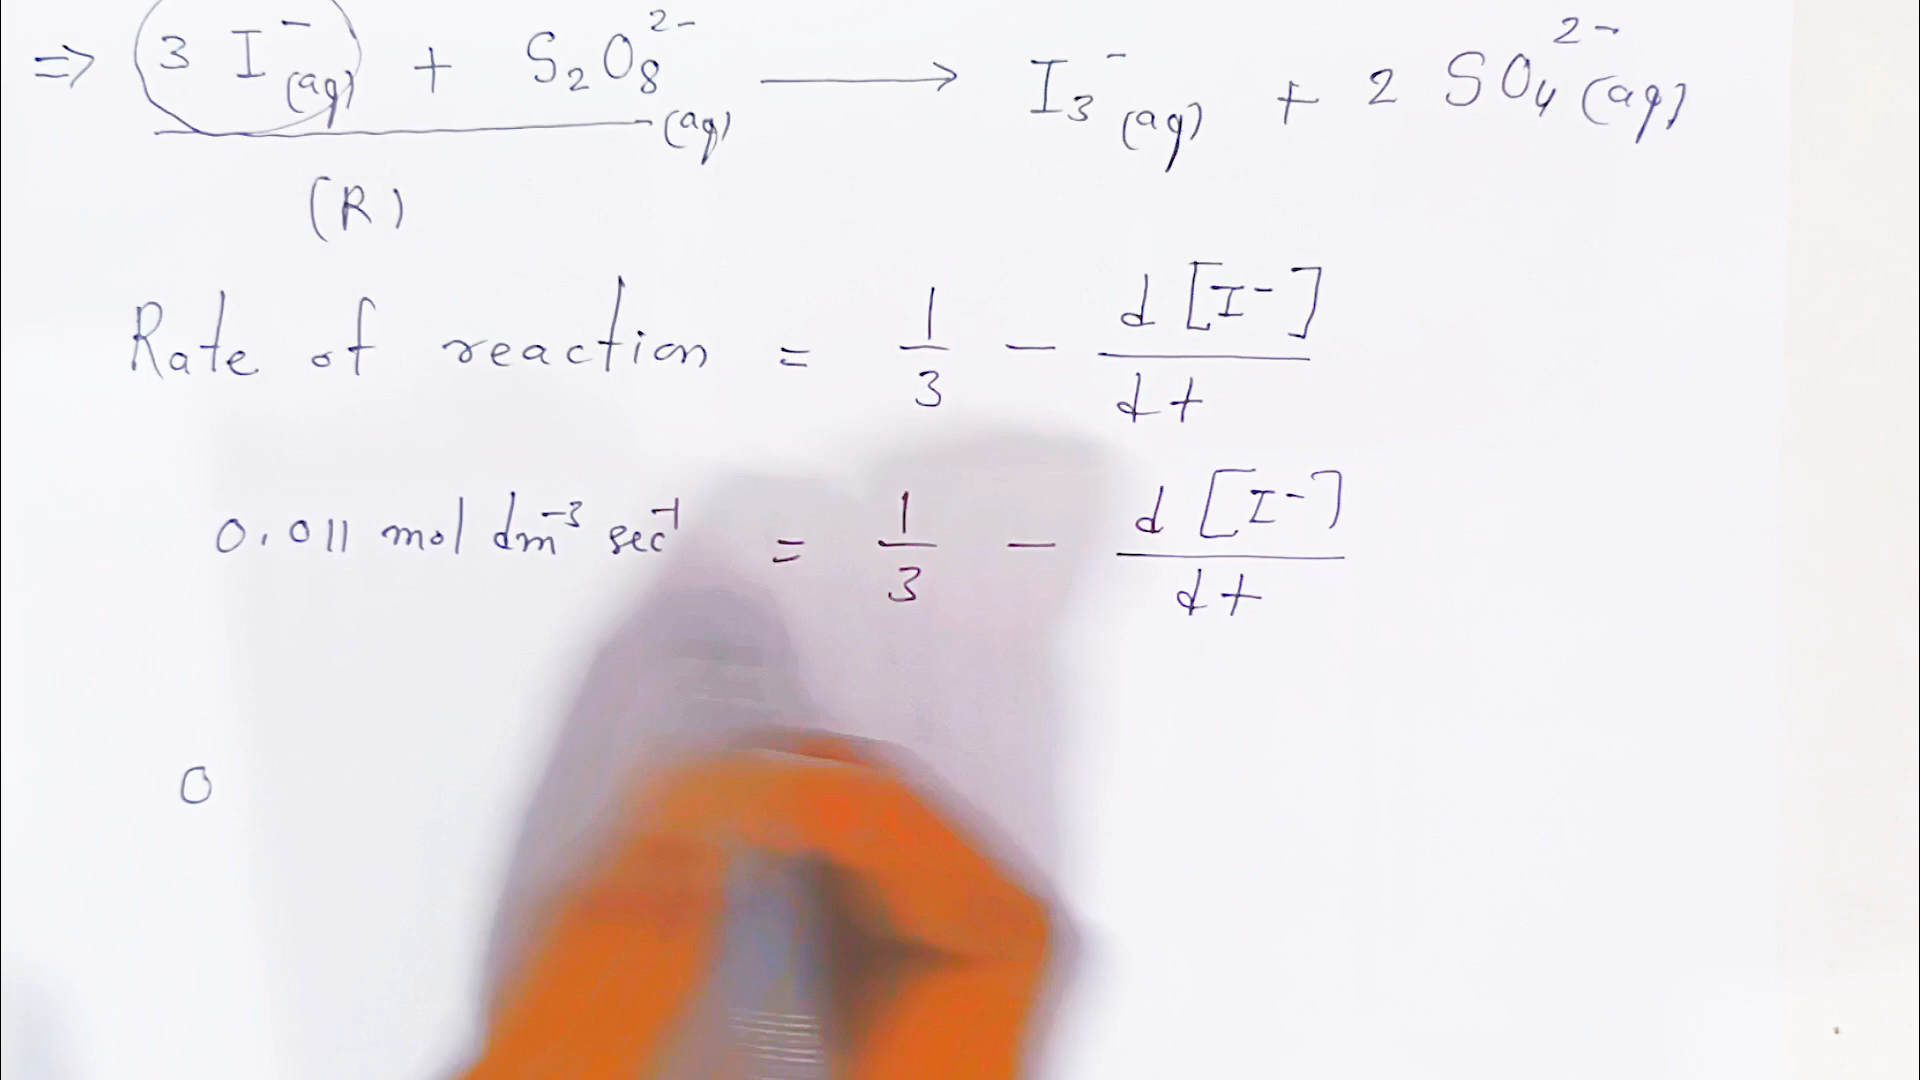 ⇒ 3 I⁻(aq) + S₂O₈²⁻(aq) ⟶ I₃⁻(aq) + 2 SO₄²⁻(aq)
(R)
Rate of reaction = 1/3 − d[I⁻]/dt
0.011 mol dm⁻³ sec⁻¹ = 1/3 − d[I⁻]/dt
0